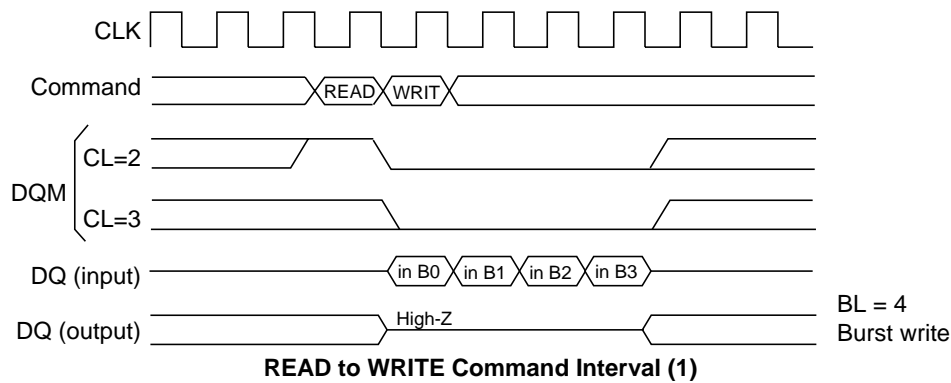 CLK
Command
READ WRIT
DQM
CL=2
CL=3
DQ (input)
in B0 in B1 in B2 in B3
DQ (output)
High-Z
BL = 4
Burst write
READ to WRITE Command Interval (1)